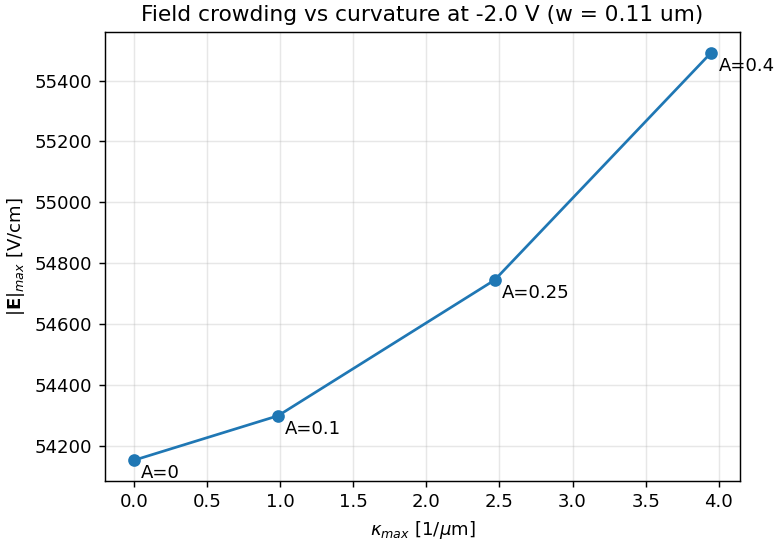 Field crowding vs curvature at -2.0 V (w = 0.11 um)
|E|max [V/cm]
55400
55200
55000
54800
54600
54400
54200
A=0.4
A=0.25
A=0.1
A=0
0.0 0.5 1.0 1.5 2.0 2.5 3.0 3.5 4.0
κmax [1/μm]